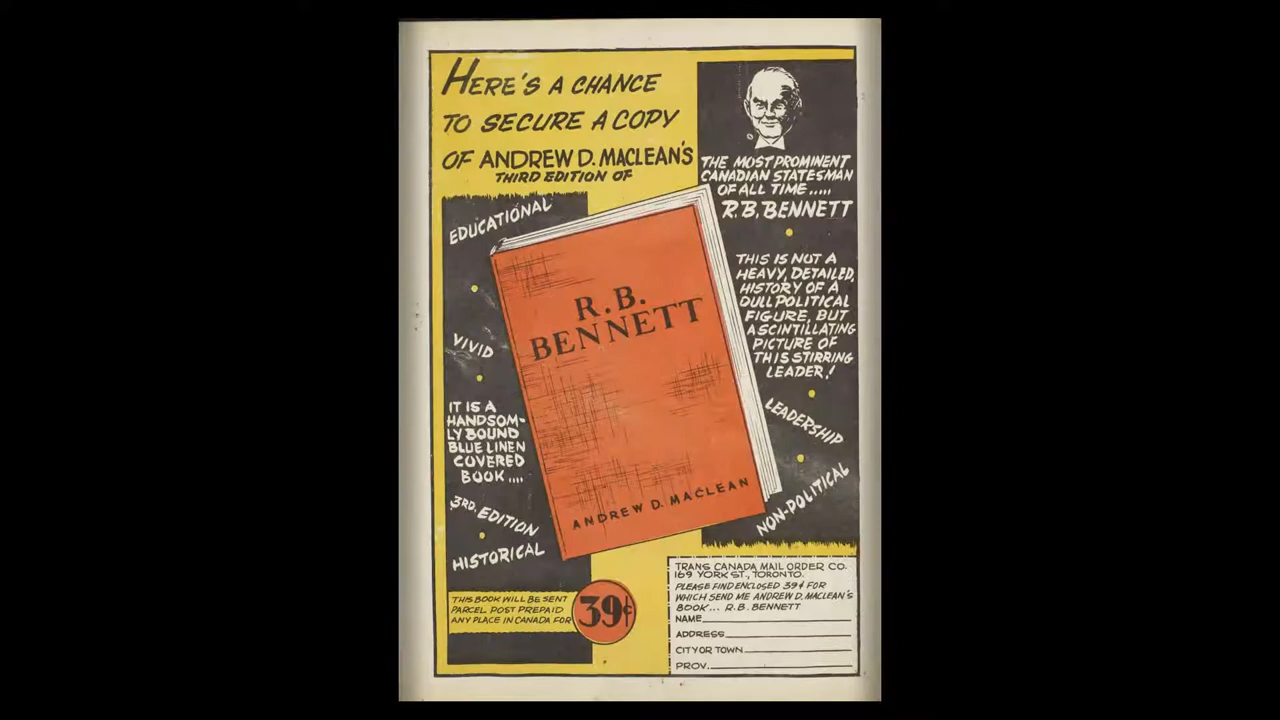 HERE'S A CHANCE
TO SECURE A COPY
OF ANDREW D. MACLEAN'S
THIRD EDITION OF
EDUCATIONAL
VIVID
IT IS A
HANDSOM-
LY BOUND
BLUE LINEN
COVERED
BOOK....
3RD. EDITION
HISTORICAL
THIS BOOK WILL BE SENT
PARCEL POST PREPAID
ANY PLACE IN CANADA FOR
39¢
R.B.
BENNETT
ANDREW D. MACLEAN
THE MOST PROMINENT
CANADIAN STATESMAN
OF ALL TIME.....
R.B. BENNETT
THIS IS NOT A
HEAVY, DETAILED,
HISTORY OF A
DULL POLITICAL
FIGURE, BUT
A SCINTILLATING
PICTURE OF
THIS STIRRING
LEADER!
LEADERSHIP
NON-POLITICAL
TRANS CANADA MAIL ORDER CO.
169 YORK ST., TORONTO.
PLEASE FIND ENCLOSED 39¢ FOR
WHICH SEND ME ANDREW D. MACLEAN'S
BOOK... R.B. BENNETT
NAME
ADDRESS
CITY OR TOWN
PROV.